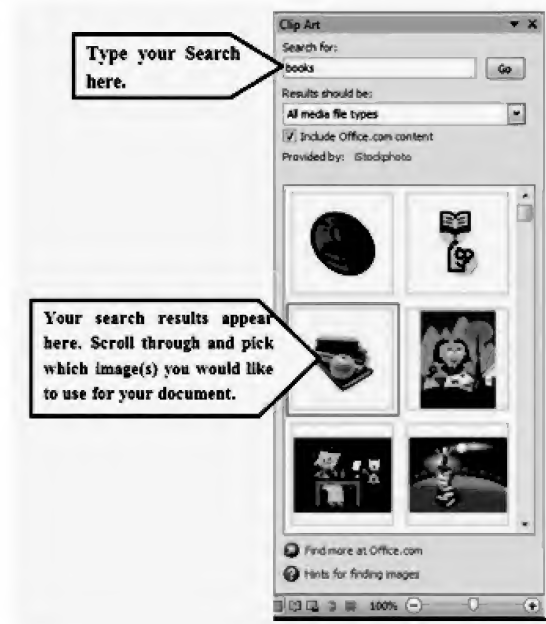 Clip Art
Search for:
Type your Search
here.
books
Go
Results should be:
All media file types
Include Office.com content
Provided by: iStockphoto
Your search results appear
here. Scroll through and pick
which image(s) you would like
to use for your document.
Find more at Office.com
Hints for finding images
100%